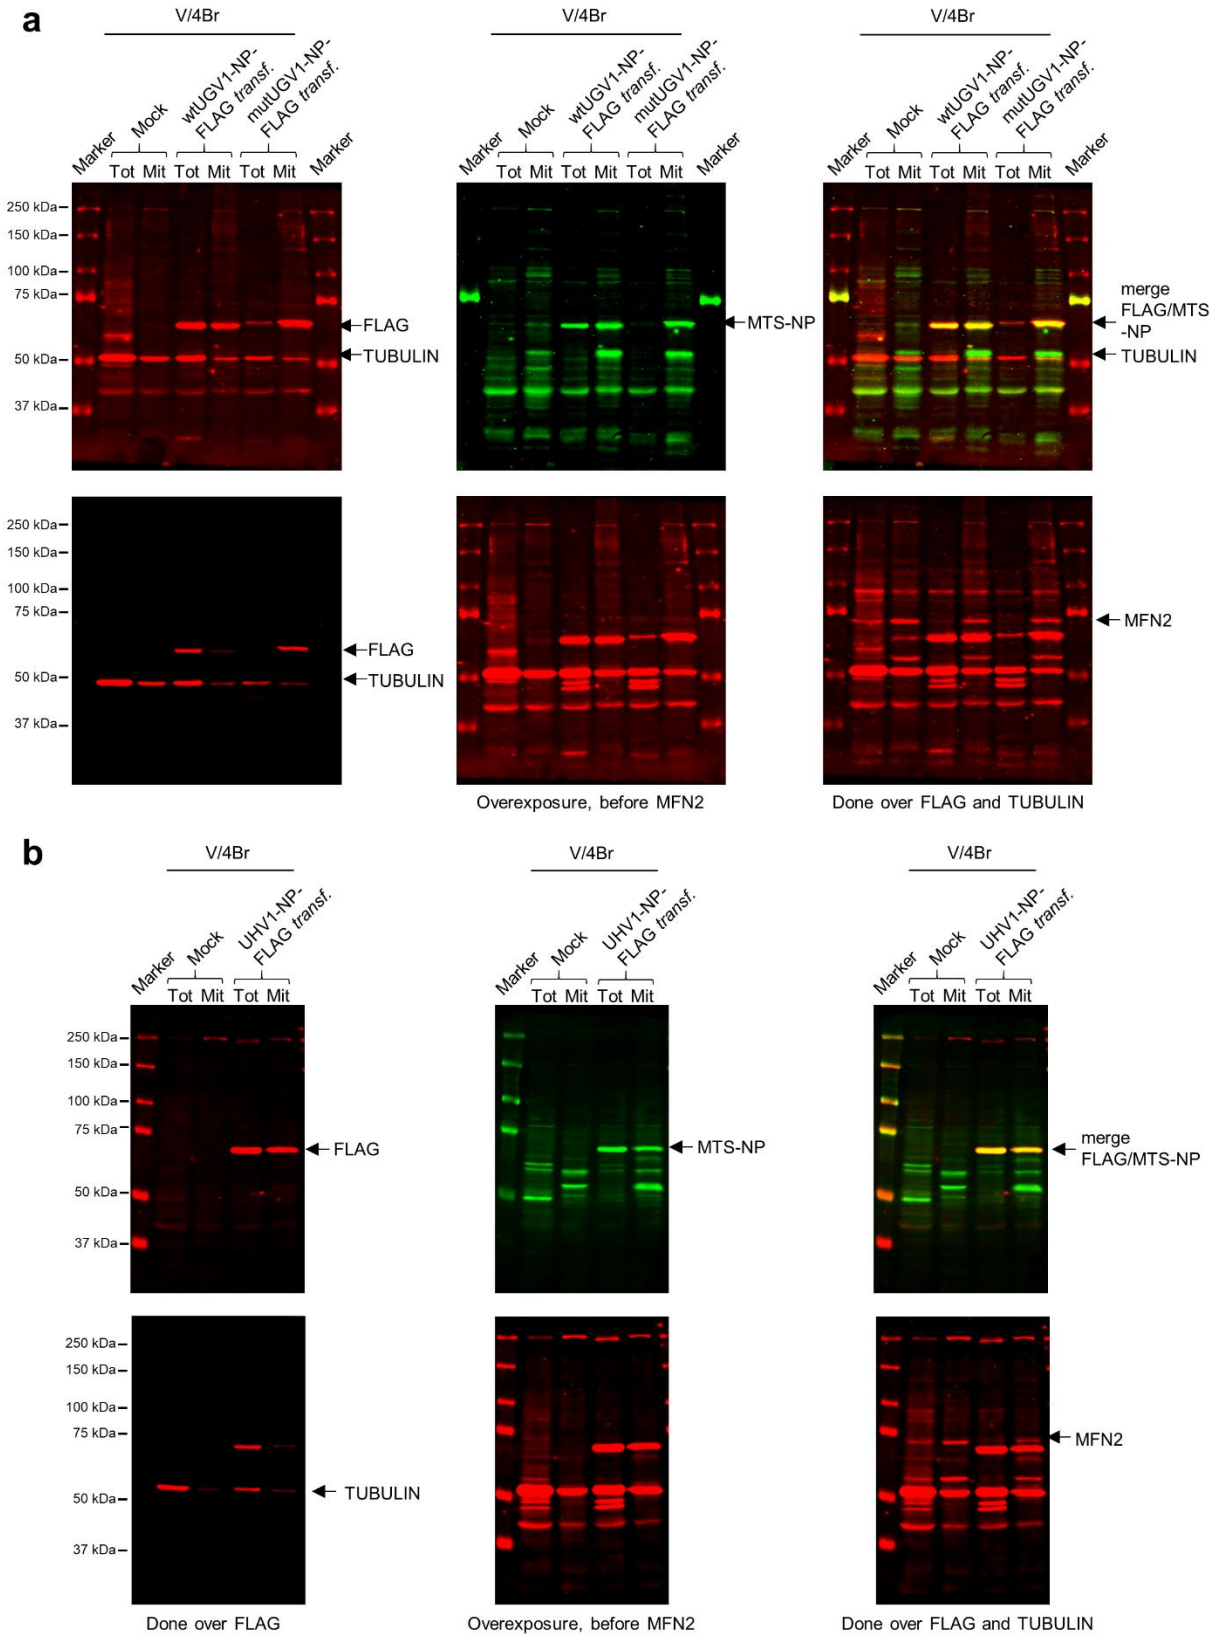 a
V/4Br
V/4Br
V/4Br
Marker
Mock
wtUGV1-NP-
FLAG transf.
mutUGV1-NP-
FLAG transf.
Marker
Marker
Mock
wtUGV1-NP-
FLAG transf.
mutUGV1-NP-
FLAG transf.
Marker
Marker
Mock
wtUGV1-NP-
FLAG transf.
mutUGV1-NP-
FLAG transf.
Marker
Tot Mit Tot Mit Tot Mit
Tot Mit Tot Mit Tot Mit
Tot Mit Tot Mit Tot Mit
250 kDa
150 kDa
100 kDa
75 kDa
50 kDa
37 kDa
FLAG
TUBULIN
MTS-NP
merge
FLAG/MTS
-NP
TUBULIN
250 kDa
150 kDa
100 kDa
75 kDa
50 kDa
37 kDa
FLAG
TUBULIN
MFN2
Overexposure, before MFN2
Done over FLAG and TUBULIN
b
V/4Br
V/4Br
V/4Br
Marker
Mock
UHV1-NP-
FLAG transf.
Marker
Mock
UHV1-NP-
FLAG transf.
Marker
Mock
UHV1-NP-
FLAG transf.
Tot Mit Tot Mit
Tot Mit Tot Mit
Tot Mit Tot Mit
250 kDa
150 kDa
100 kDa
75 kDa
50 kDa
37 kDa
FLAG
MTS-NP
merge
FLAG/MTS-NP
250 kDa
150 kDa
100 kDa
75 kDa
50 kDa
37 kDa
TUBULIN
MFN2
Done over FLAG
Overexposure, before MFN2
Done over FLAG and TUBULIN